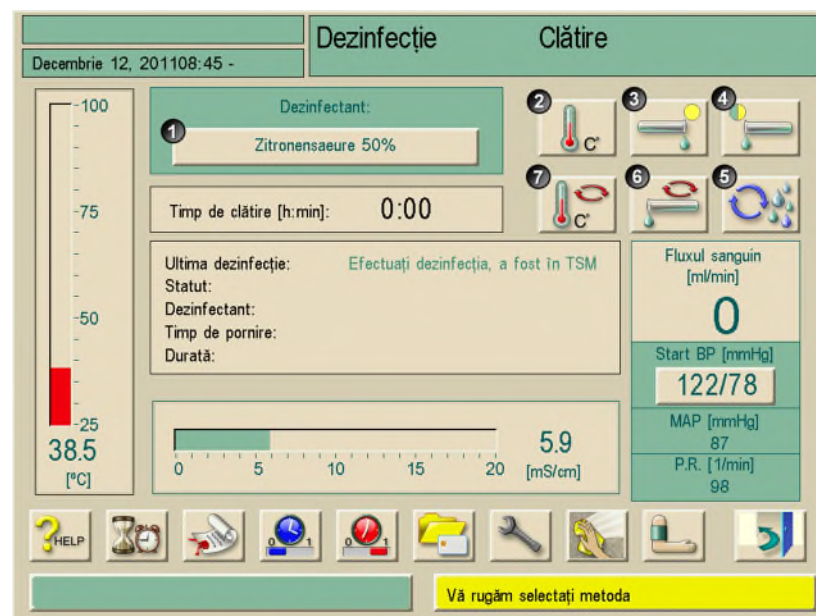 Dezinfecție
Clătire
Decembrie 12, 201108:45 -
100
75
50
25
38.5
[ºC]
Dezinfectant:
1
Zitronensaeure 50%
Timp de clătire [h:min]: 0:00
Ultima dezinfecție: Efectuați dezinfecția, a fost în TSM
Statut:
Dezinfectant:
Timp de pornire:
Durată:
0 5 10 15 20
5.9
[mS/cm]
2 3 4
C°
7 6 5
C°
Fluxul sanguin
[ml/min]
0
Start BP [mmHg]
122/78
MAP [mmHg]
87
P.R. [1/min]
98
?HELP
0 1
0 1
Vă rugăm selectați metoda